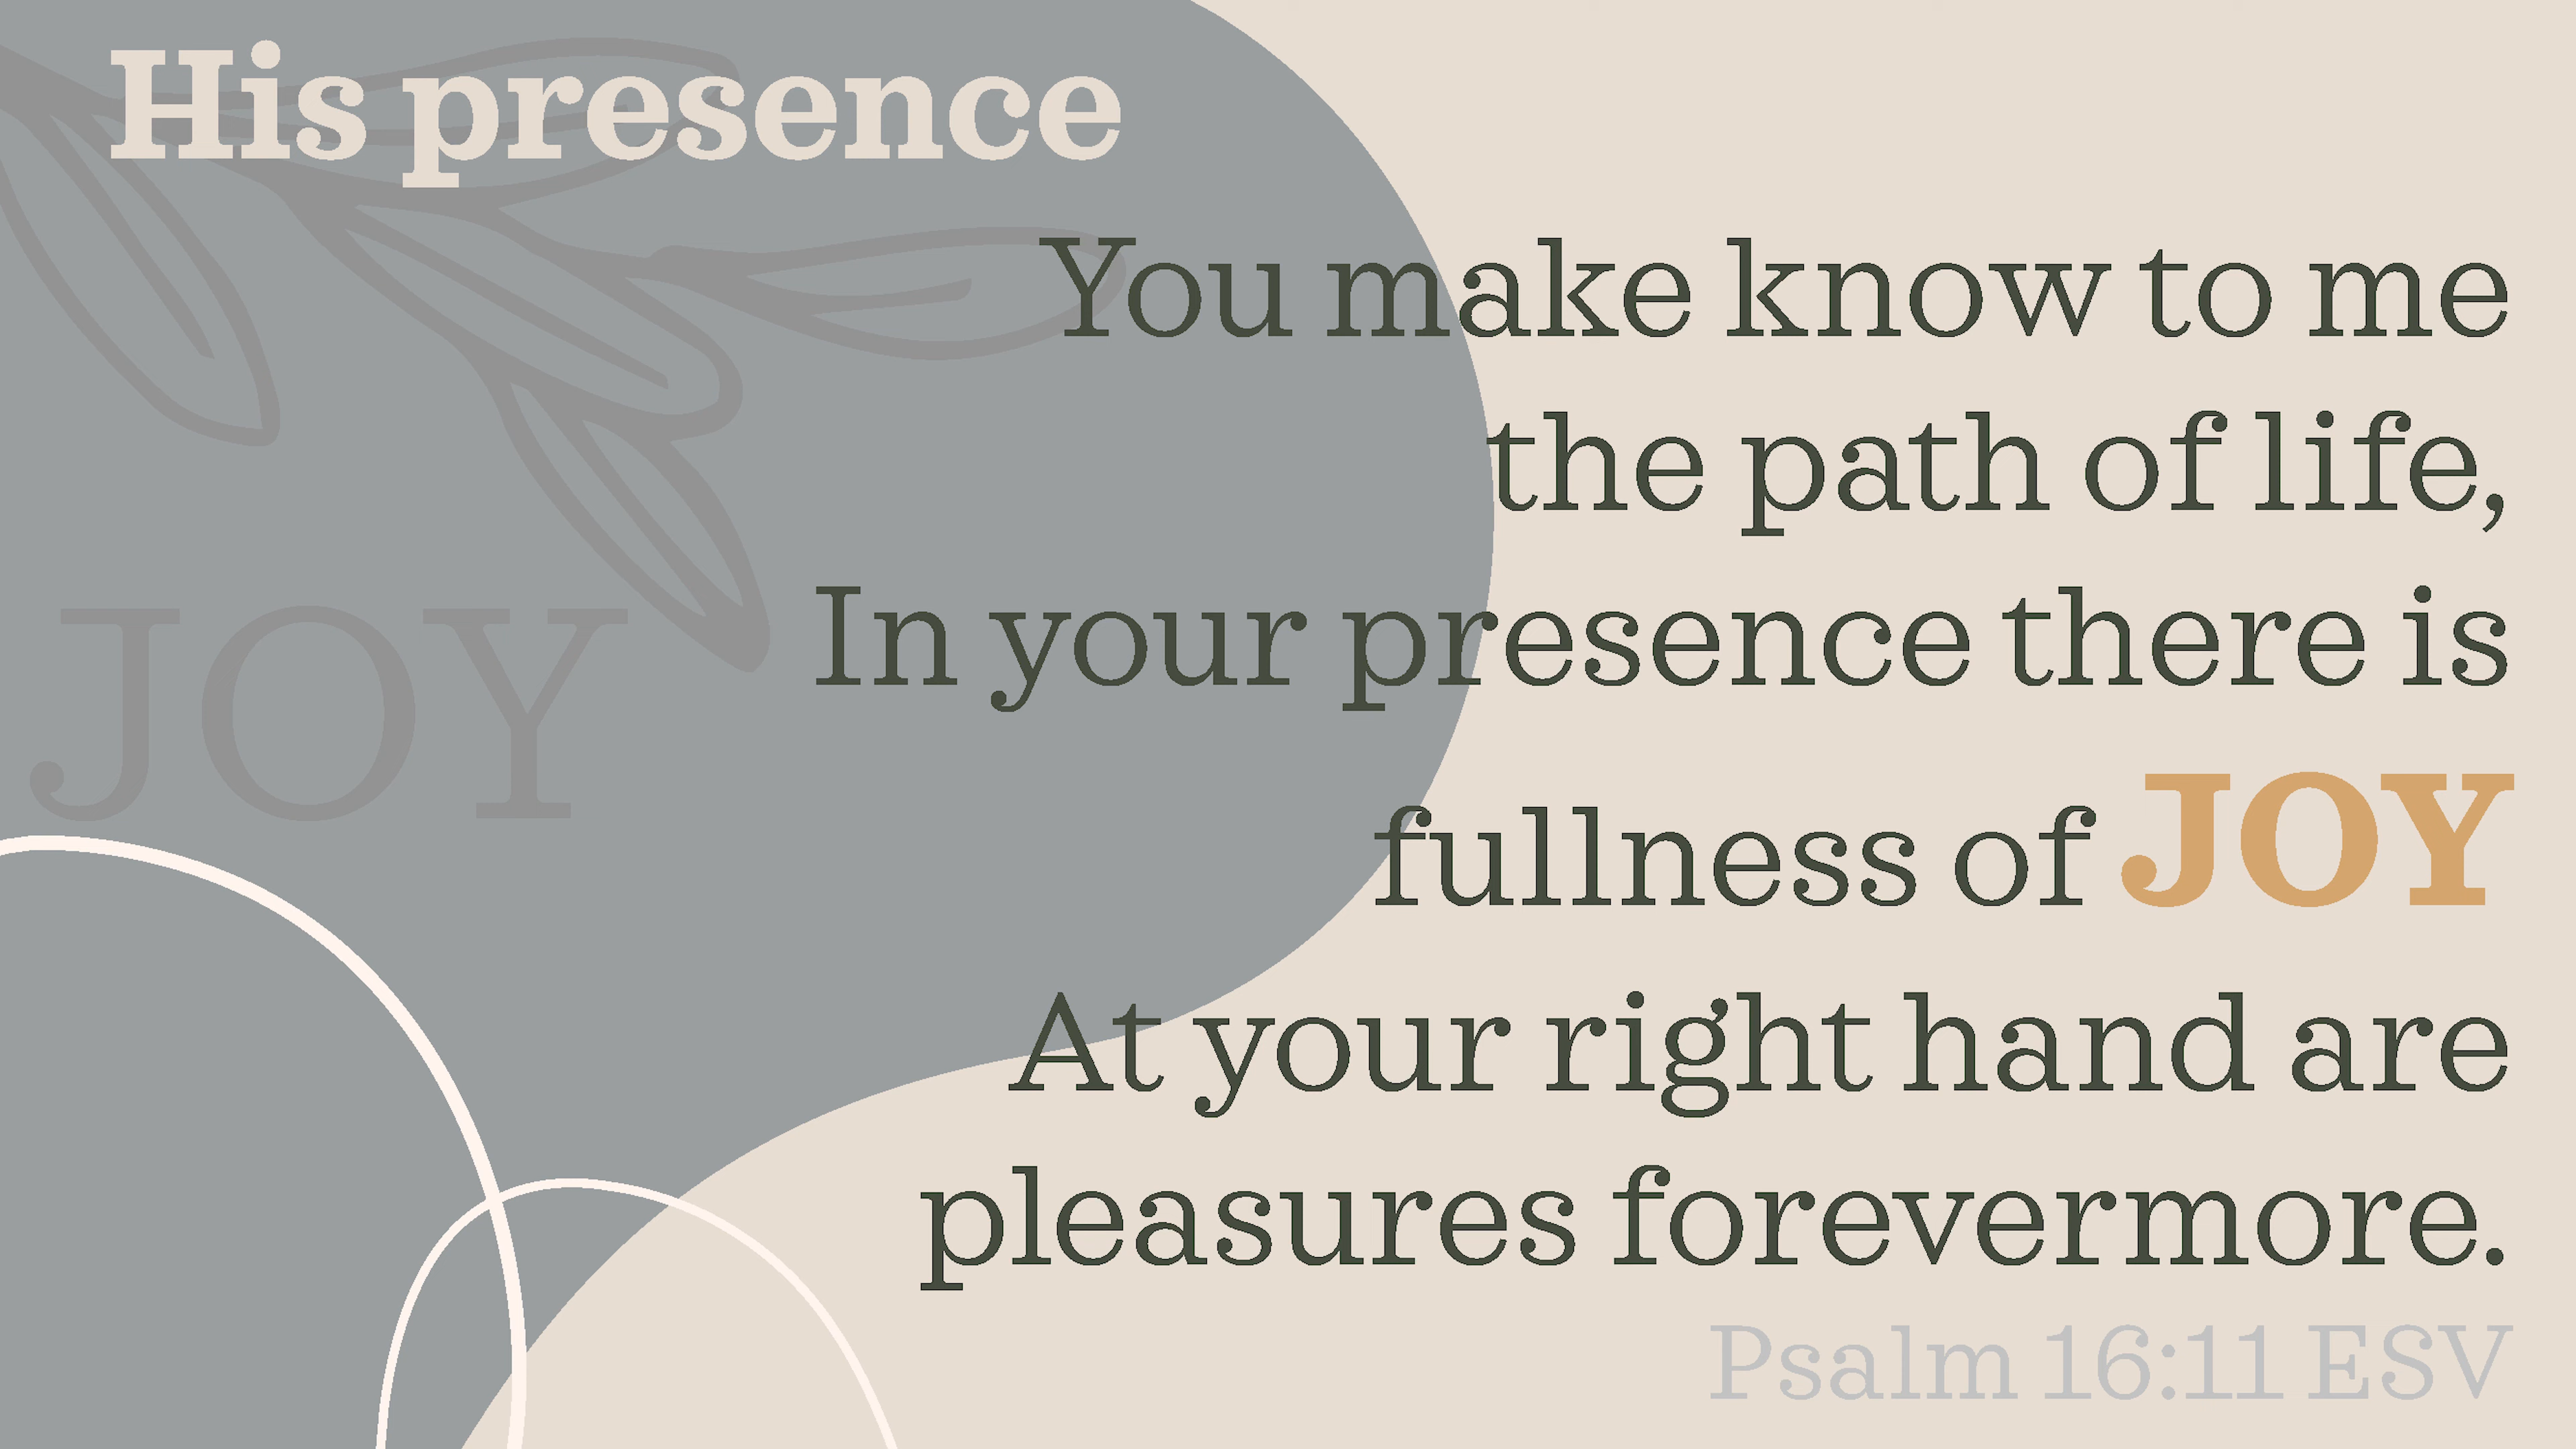 His presence
You make know to me
the path of life,
In your presence there is
JOY
fullness of JOY
At your right hand are
pleasures forevermore.
Psalm 16:11 ESV